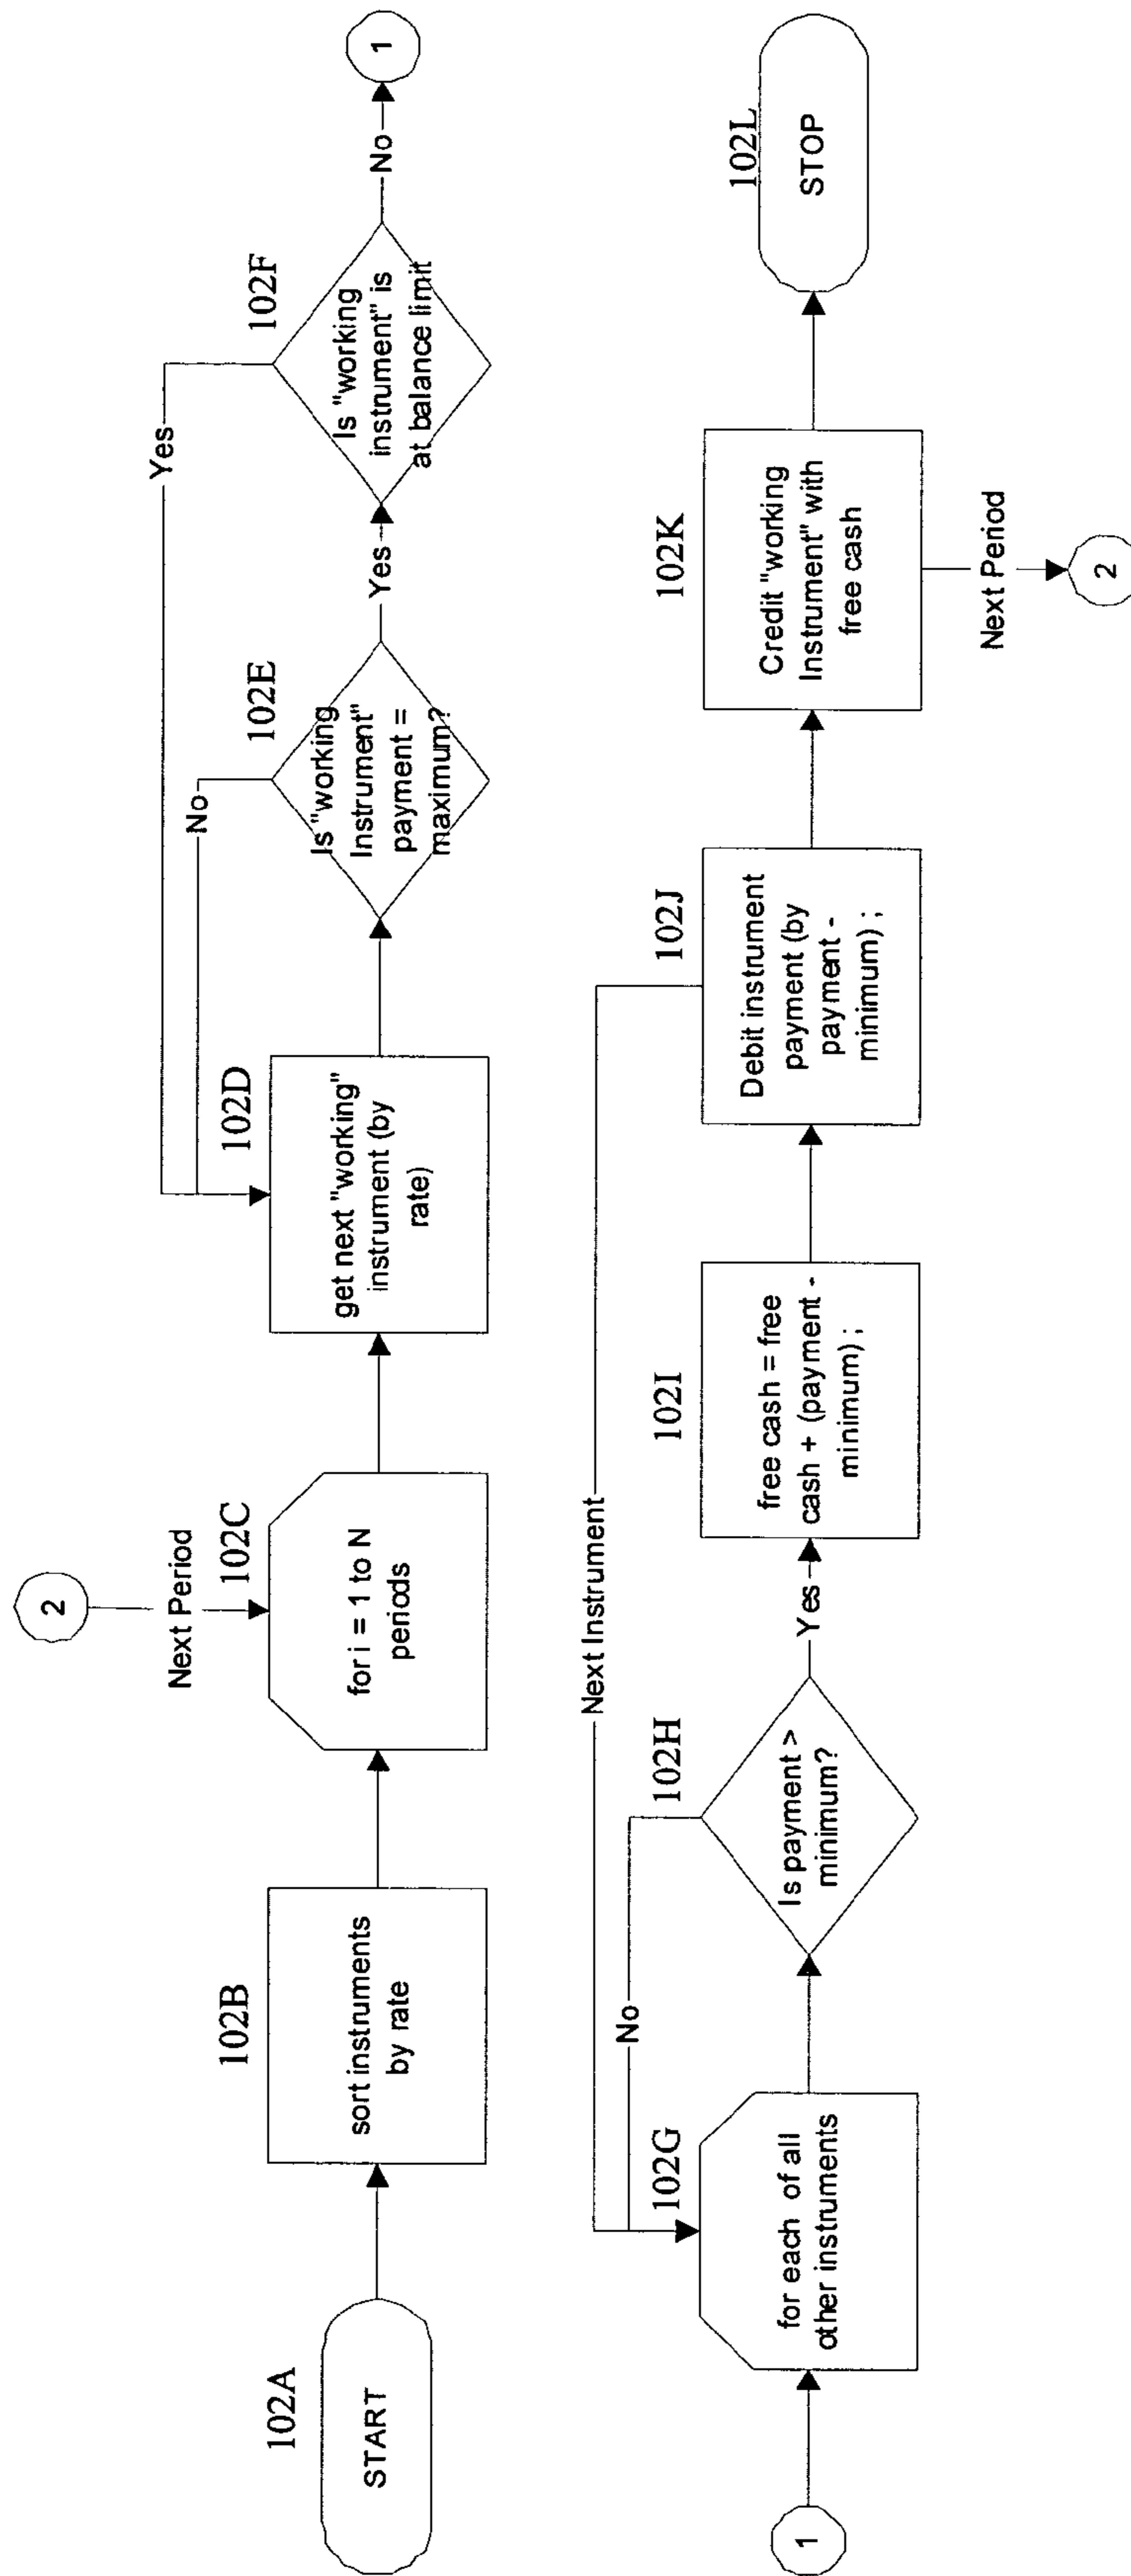 102A
START
102B
sort instruments
by rate
2
Next Period
102C
for i = 1 to N
periods
102D
get next "working"
instrument (by
rate)
No
Yes
102E
Is "working
Instrument"
payment =
maximum?
Yes
102F
Is "working
instrument" is
at balance limit
No
1
1
102G
for each of all
other instruments
No
Next Instrument
102H
Is payment >
minimum?
Yes
102I
free cash = free
cash + (payment -
minimum) ;
102J
Debit instrument
payment (by
payment -
minimum) ;
102K
Credit "working
Instrument" with
free cash
Next Period
2
102L
STOP